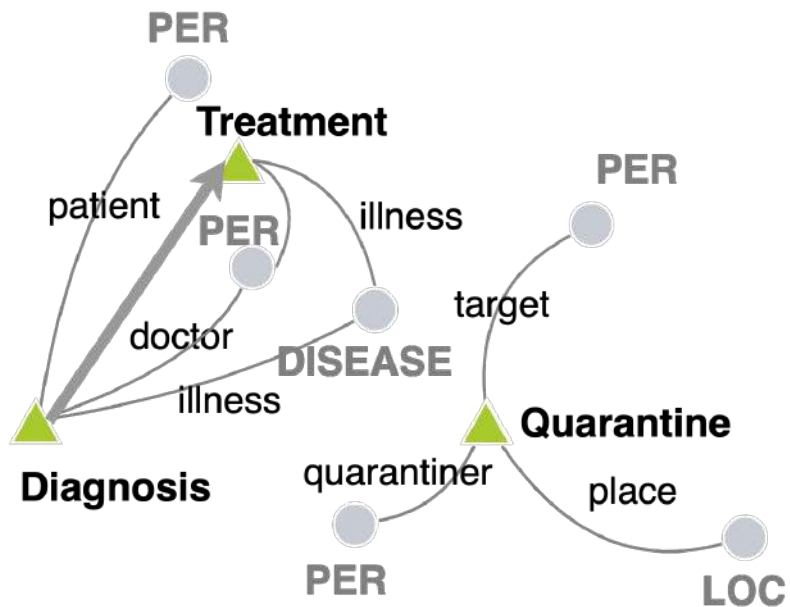 PER
Treatment
PER
patient
illness
PER
target
doctor
DISEASE
illness
Quarantine
quarantiner
Diagnosis
place
PER
LOC